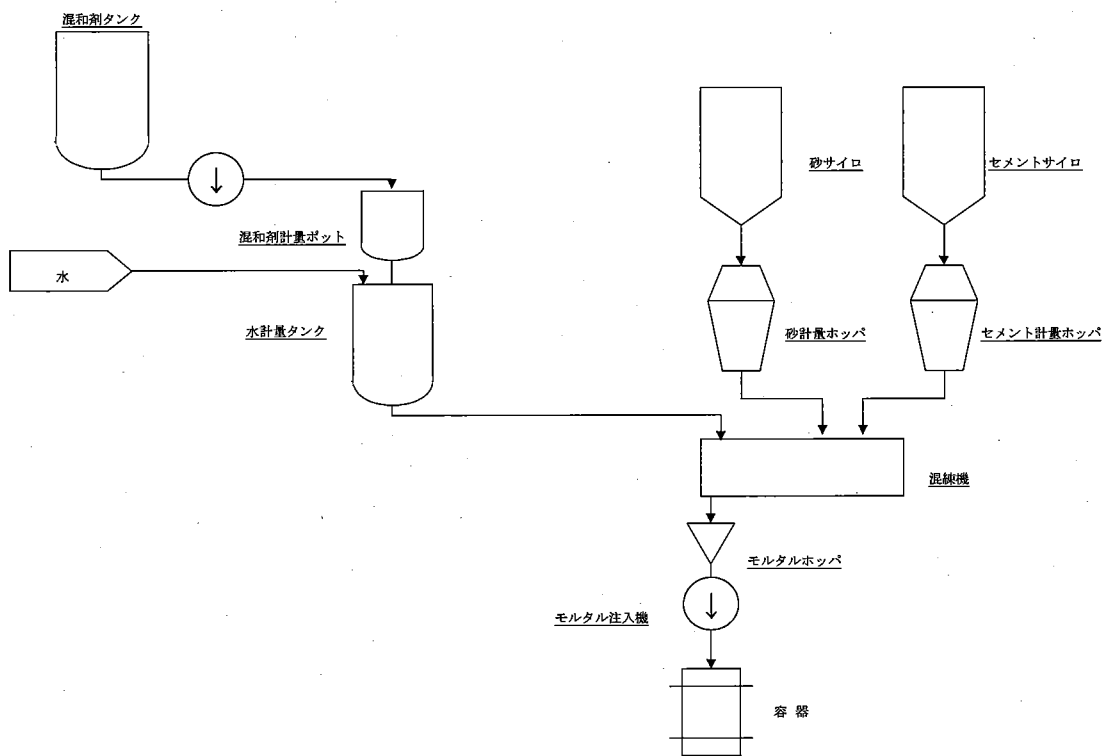 混和剤タンク
砂サイロ
セメントサイロ
混和剤計量ポット
水
水計量タンク
砂計量ホッパ
セメント計量ホッパ
混練機
モルタルホッパ
モルタル注入機
容 器